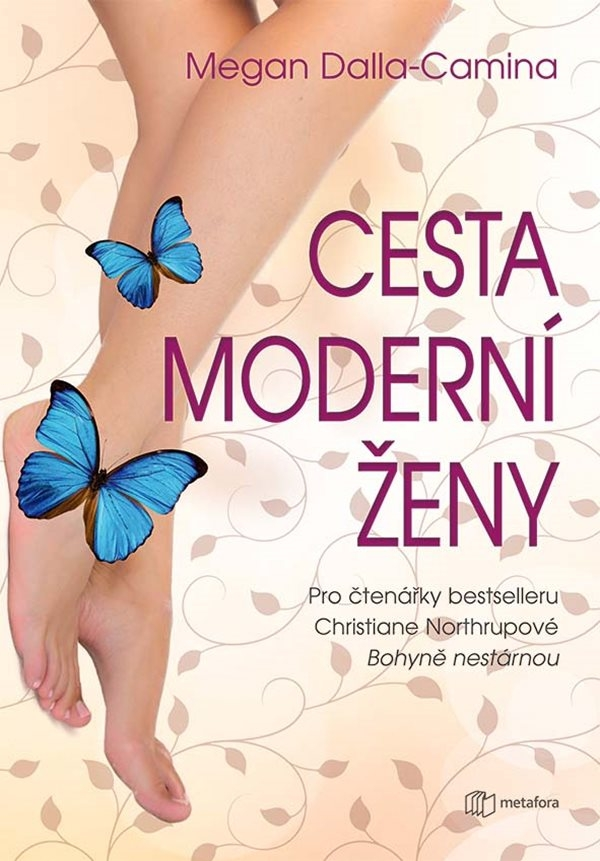 Megan Dalla-Camina
CESTA
MODERNÍ
ŽENY
Pro čtenářky bestselleru
Christiane Northrupové
Bohyně nestárnou
metafora